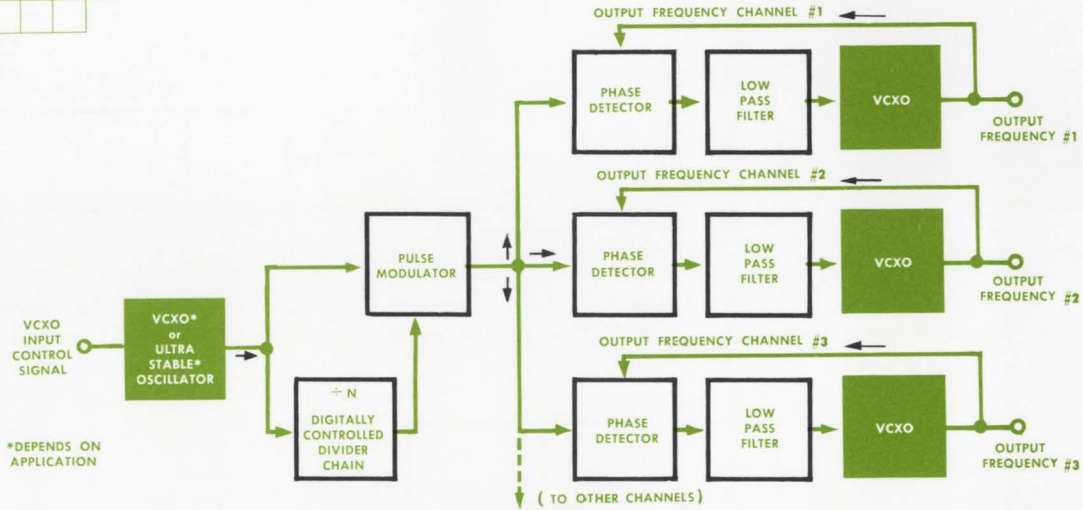 OUTPUT FREQUENCY CHANNEL #1
PHASE
DETECTOR
LOW
PASS
FILTER
VCXO
OUTPUT
FREQUENCY #1
OUTPUT FREQUENCY CHANNEL #2
PHASE
DETECTOR
LOW
PASS
FILTER
VCXO
OUTPUT
FREQUENCY #2
PULSE
MODULATOR
VCXO
INPUT
CONTROL
SIGNAL
VCXO*
or
ULTRA
STABLE*
OSCILLATOR
÷ N
DIGITALLY
CONTROLLED
DIVIDER
CHAIN
*DEPENDS ON
APPLICATION
OUTPUT FREQUENCY CHANNEL #3
PHASE
DETECTOR
LOW
PASS
FILTER
VCXO
OUTPUT
FREQUENCY #3
( TO OTHER CHANNELS )